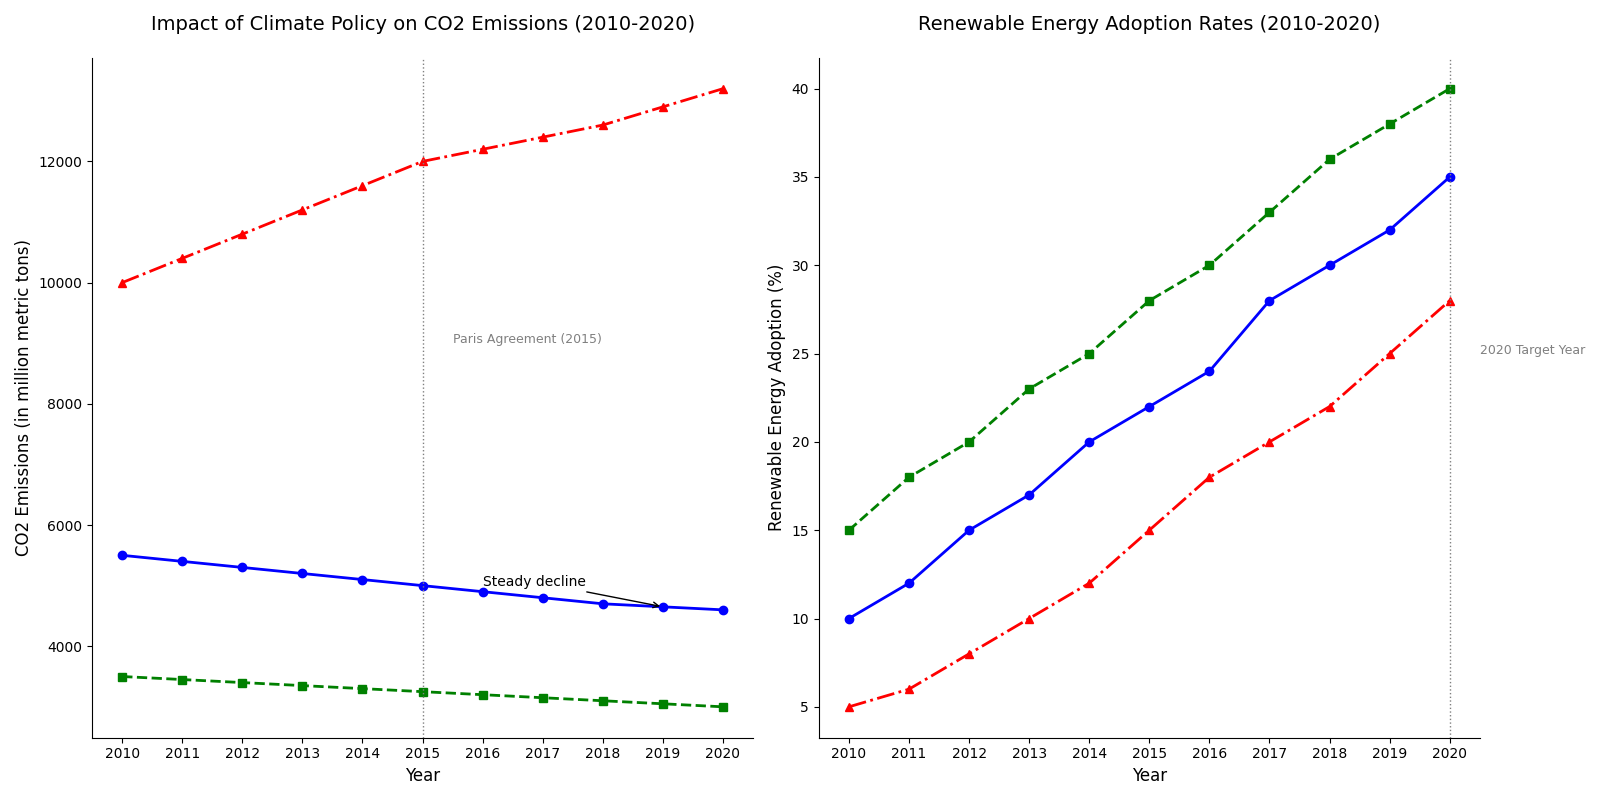 Impact of Climate Policy on CO2 Emissions (2010-2020)
CO2 Emissions (in million metric tons)
12000
10000
8000
6000
4000
Paris Agreement (2015)
Steady decline
2010 2011 2012 2013 2014 2015 2016 2017 2018 2019 2020
Year
Renewable Energy Adoption Rates (2010-2020)
Renewable Energy Adoption (%)
40
35
30
25
20
15
10
5
2020 Target Year
2010 2011 2012 2013 2014 2015 2016 2017 2018 2019 2020
Year